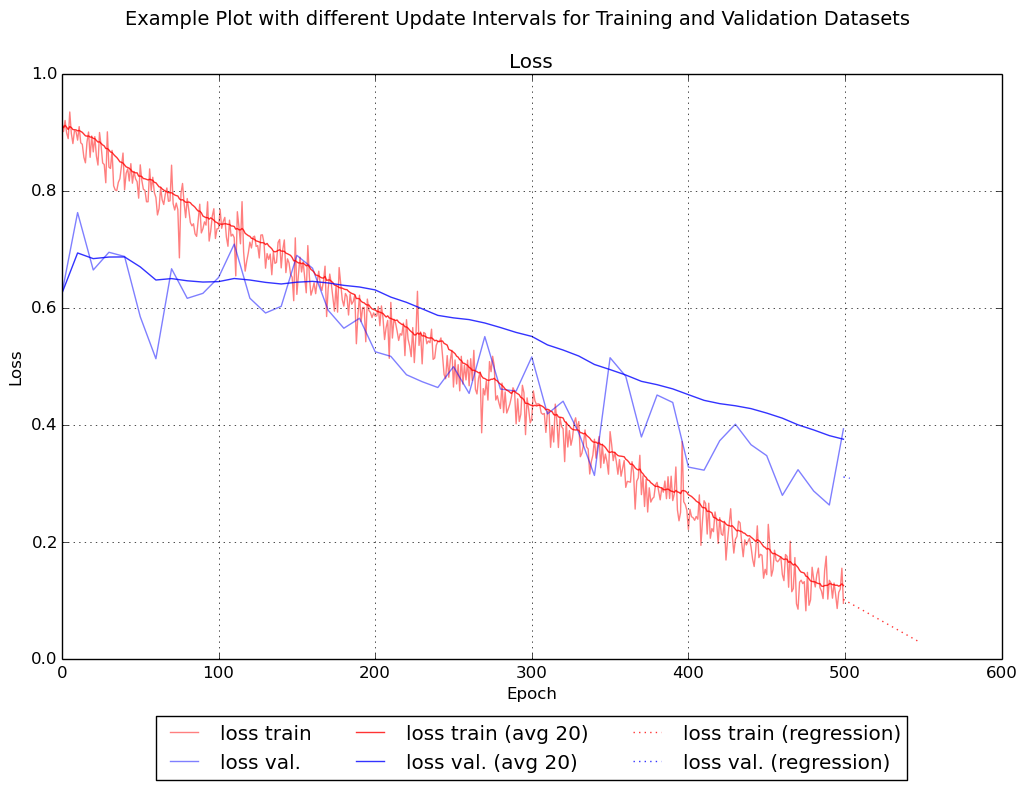 Example Plot with different Update Intervals for Training and Validation Datasets
Loss
1.0
0.8
0.6
0.4
0.2
0.0
Loss
0 100 200 300 400 500 600
Epoch
loss train loss train (avg 20) loss train (regression)
loss val. loss val. (avg 20) loss val. (regression)